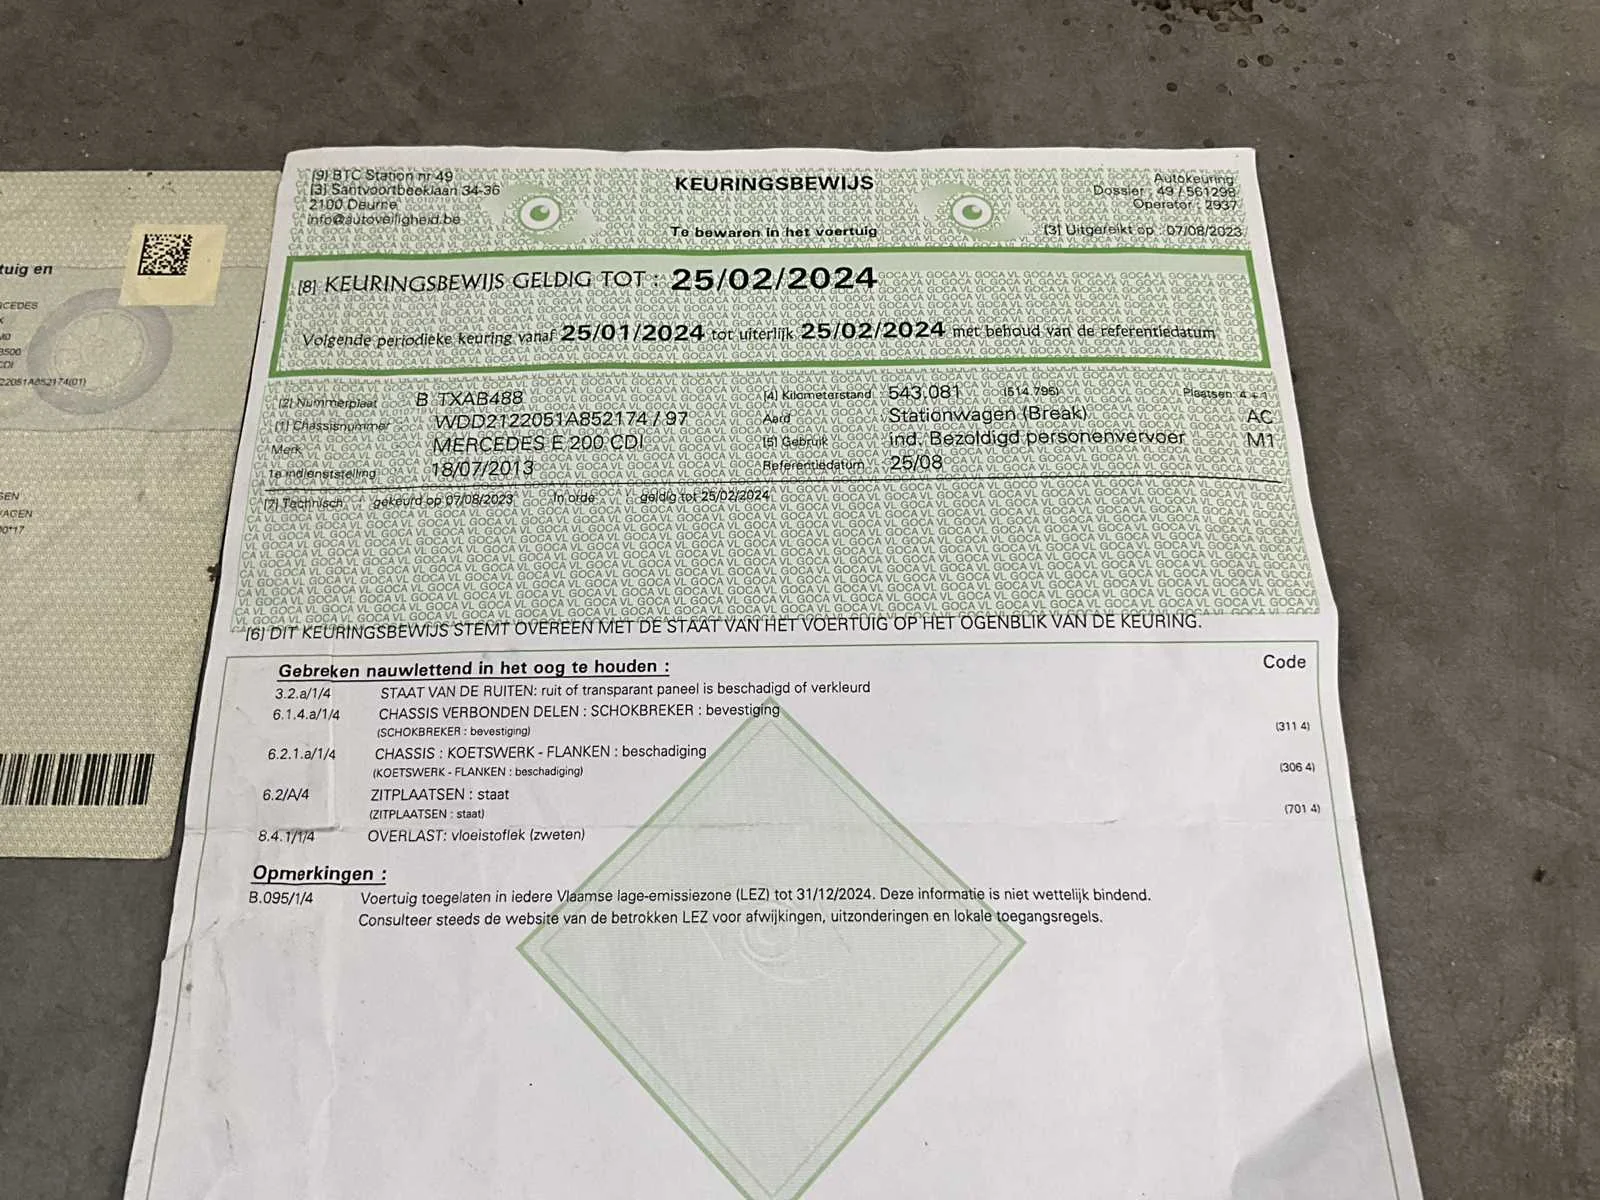 tuig en
CEDES
22051A852174(01)
[9] BTC Station nr 49
[3] Santvoortbeeklaan 34-36
2100 Deurne
info@autoveiligheid.be
KEURINGSBEWIJS
Te bewaren in het voertuig
Autokeuring
Dossier : 49 / 561298
Operator : 2937
[3] Uitgereikt op : 07/08/2023
[8] KEURINGSBEWIJS GELDIG TOT : 25/02/2024
Volgende periodieke keuring vanaf 25/01/2024 tot uiterlijk 25/02/2024 met behoud van de referentiedatum
[2] Nummerplaat B TXAB488 [4] Kilometerstand 543.081 (514.795) Plaatsen: 4 + 1
[1] Chassisnummer WDD2122051A852174 / 97 Aard Stationwagen (Break) AC
Merk MERCEDES E 200 CDI [5] Gebruik ind. Bezoldigd personenvervoer M1
1e indienststelling 18/07/2013 Referentiedatum 25/08
[7] Technisch gekeurd op 07/08/2023 In orde geldig tot 25/02/2024
[6] DIT KEURINGSBEWIJS STEMT OVEREEN MET DE STAAT VAN HET VOERTUIG OP HET OGENBLIK VAN DE KEURING.
Gebreken nauwlettend in het oog te houden : Code
3.2.a/1/4 STAAT VAN DE RUITEN: ruit of transparant paneel is beschadigd of verkleurd
6.1.4.a/1/4 CHASSIS VERBONDEN DELEN : SCHOKBREKER : bevestiging
(SCHOKBREKER : bevestiging) (311 4)
6.2.1.a/1/4 CHASSIS : KOETSWERK - FLANKEN : beschadiging
(KOETSWERK - FLANKEN : beschadiging) (306 4)
6.2/A/4 ZITPLAATSEN : staat
(ZITPLAATSEN : staat) (701 4)
8.4.1/1/4 OVERLAST: vloeistoflek (zweten)
Opmerkingen :
B.095/1/4 Voertuig toegelaten in iedere Vlaamse lage-emissiezone (LEZ) tot 31/12/2024. Deze informatie is niet wettelijk bindend.
Consulteer steeds de website van de betrokken LEZ voor afwijkingen, uitzonderingen en lokale toegangsregels.